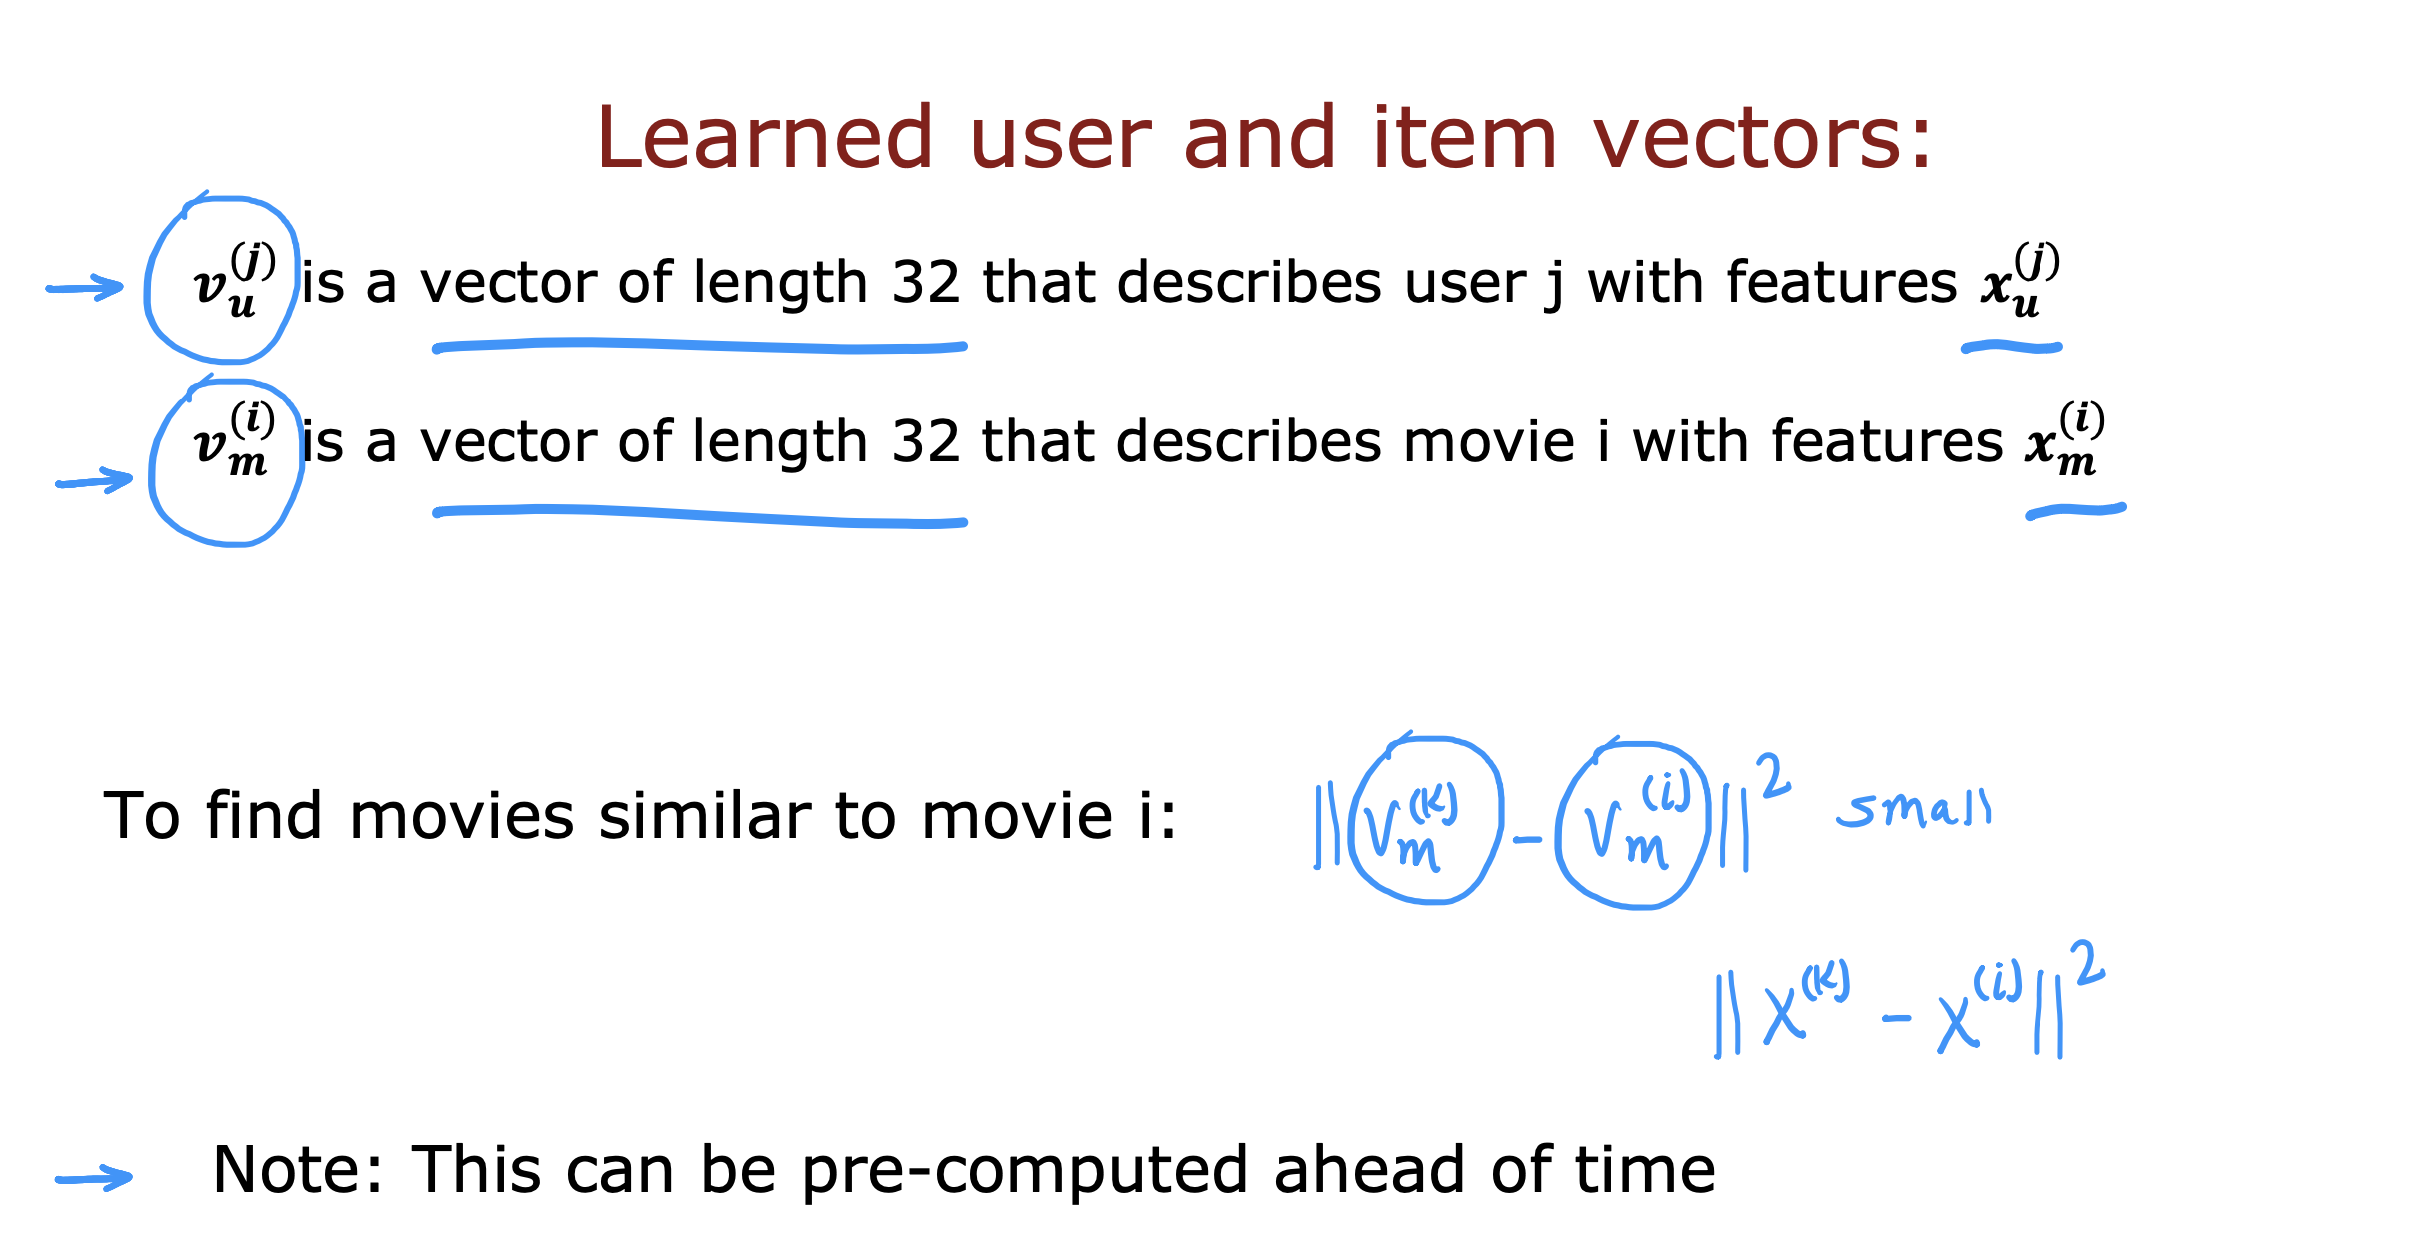 Learned user and item vectors:
v_u^(j) is a vector of length 32 that describes user j with features x_u^(j)
v_m^(i) is a vector of length 32 that describes movie i with features x_m^(i)
To find movies similar to movie i: ||v_m^(k) - v_m^(i)||^2 small
||x^(k) - x^(i)||^2
Note: This can be pre-computed ahead of time